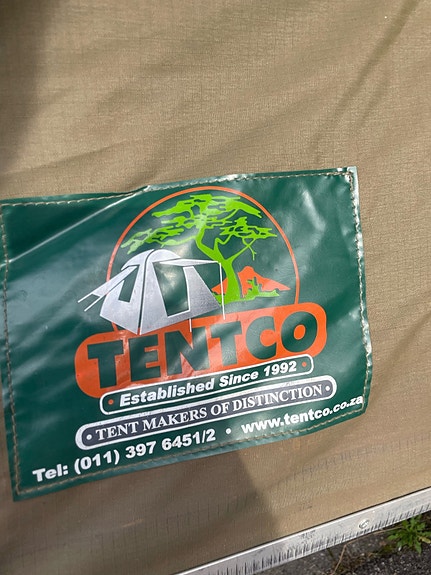 TENTCO
Established Since 1992
TENT MAKERS OF DISTINCTION
Tel: (011) 397 6451/2 • www.tentco.co.za